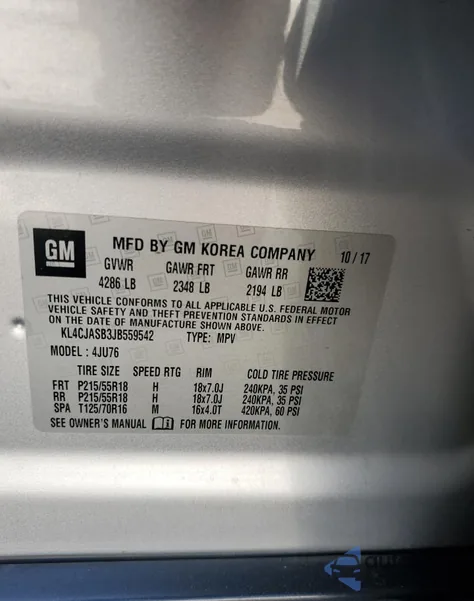 GM
MFD BY GM KOREA COMPANY 10/17
GVWR GAWR FRT GAWR RR
4286 LB 2348 LB 2194 LB
THIS VEHICLE CONFORMS TO ALL APPLICABLE U.S. FEDERAL MOTOR
VEHICLE SAFETY AND THEFT PREVENTION STANDARDS IN EFFECT
ON THE DATE OF MANUFACTURE SHOWN ABOVE.
KL4CJASB3JB559542 TYPE: MPV
MODEL : 4JU76
TIRE SIZE SPEED RTG RIM COLD TIRE PRESSURE
FRT P215/55R18 H 18x7.0J 240KPA, 35 PSI
RR P215/55R18 H 18x7.0J 240KPA, 35 PSI
SPA T125/70R16 M 16x4.0T 420KPA, 60 PSI
SEE OWNER'S MANUAL FOR MORE INFORMATION.